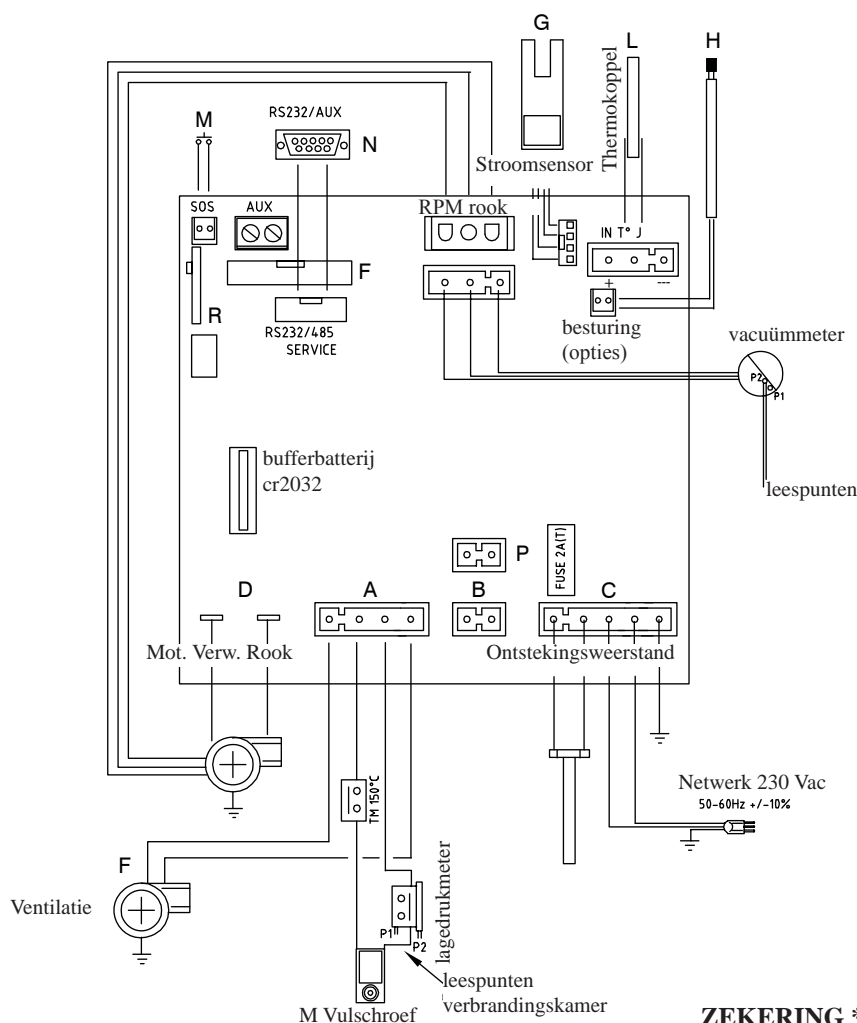 G
L
H
Thermokoppel
M
RS232/AUX
N
Stroomsensor
SOS
AUX
RPM rook
IN T° J
F
+
---
R
RS232/485
SERVICE
besturing
(opties)
vacuümmeter
P2
P1
leespunten
bufferbatterij
cr2032
P
FUSE 2A(T)
D
A
B
C
Mot. Verw. Rook
Ontstekingsweerstand
TM 150°C
Netwerk 230 Vac
50-60Hz +/-10%
F
Ventilatie
lagedrukmeter
P1
P2
leespunten
verbrandingskamer
M Vulschroef
ZEKERING *